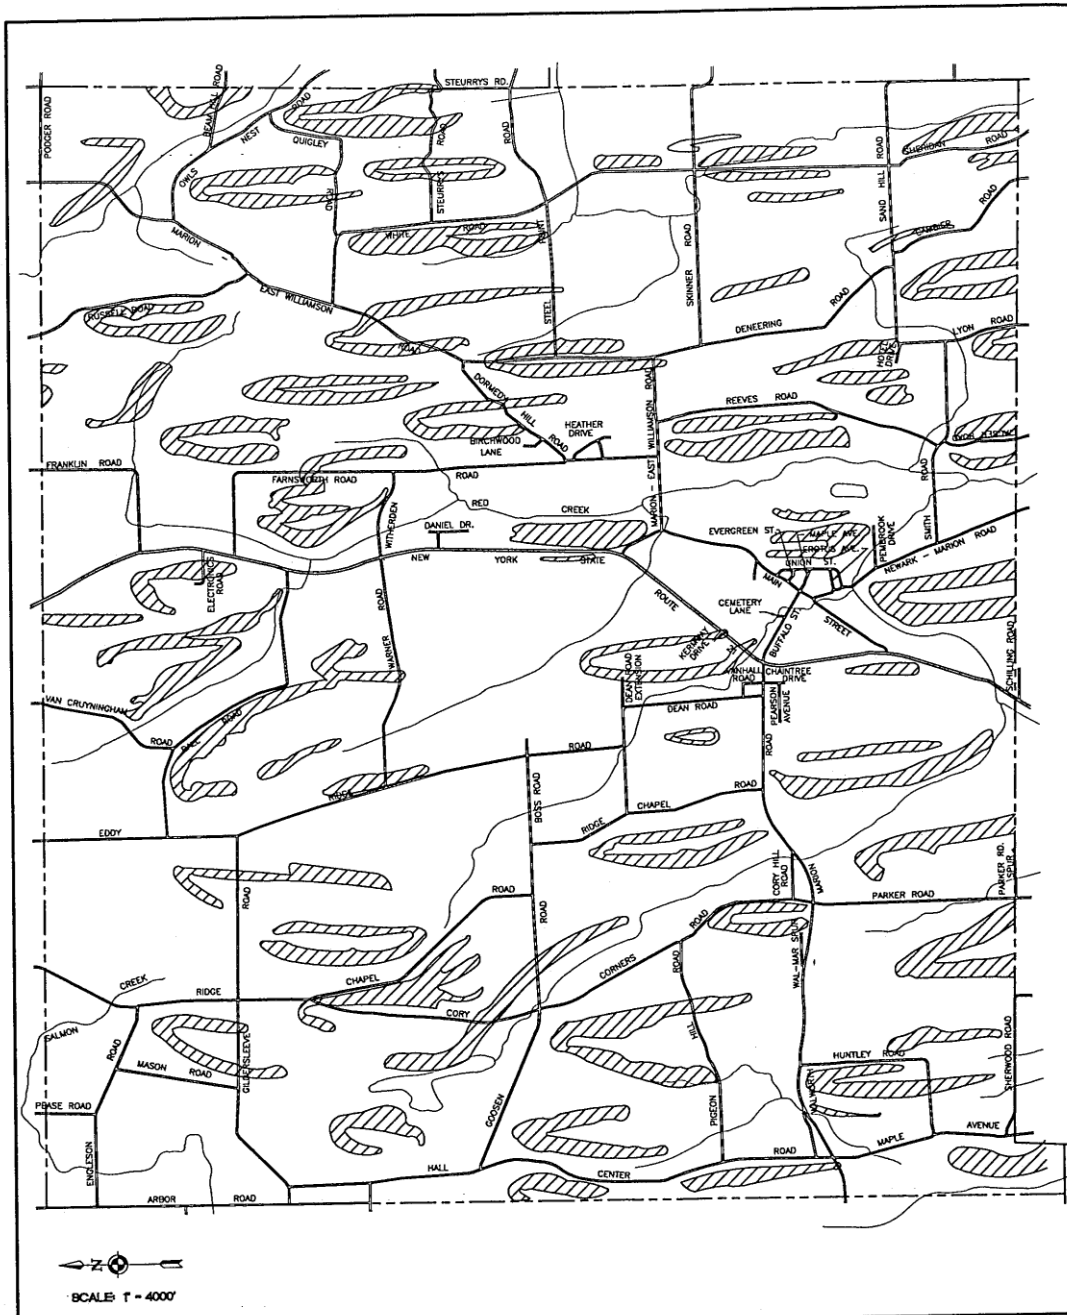 STEURRYS RD.
BEAM HILL ROAD
PODGER ROAD
OWLS
NEST
ROAD
QUIGLEY
ROAD
STEURRYS
ROAD
ROAD
SHERIDAN
ROAD
SAND HILL
ROAD
GARDIER
ROAD
MARION
WHITE
ROAD
POINT
SKINNER
ROAD
EAST WILLIAMSON
RUSSELL ROAD
STEEL
DEENERING
ROAD
LYON
ROAD
ROAD
DRIVE
DORMEDY
HILL
ROAD
REEVES
ROAD
HEATHER
DRIVE
BIRCHWOOD
LANE
MARION - EAST
WILLIAMSON ROAD
FRANKLIN
ROAD
FARNSWORTH ROAD
ROAD
RED
CREEK
SMITH
ROAD
WITHERDEN
DANIEL DR.
EVERGREEN ST.
MAPLE AVE.
UNION
ST.
PEMBROOK
DRIVE
NEWARK - MARION ROAD
NEW
YORK
STATE
ROUTE
ELECTRONICS
ROAD
MAIN
STREET
CEMETERY
LANE
BUFFALO ST.
WARNER
ROAD
DRIVE
SCHILLING ROAD
VANHALL
ROAD
CHAINTREE
DRIVE
DEAN ROAD
EXTENSION
PEARSON
AVENUE
VAN CRUYNINGHAM
ROAD
BALL
ROAD
DEAN ROAD
ROAD
BOSS ROAD
ROAD
RIDGE
RIDGE
CHAPEL
ROAD
EDDY
ROAD
MARION
CORY HILL
ROAD
PARKER ROAD
PARKER RD.
SPUR
ROAD
ROAD
ROAD
CORNERS
ROAD
WAL-MAR SPUR
CREEK
SALMON
RIDGE
CHAPEL
CORY
HILL
GILDERSLEEVE
MASON
ROAD
ROAD
HUNTLEY ROAD
SHERWOOD ROAD
PEASE ROAD
GOOSEN
PIGEON
WALWORTH
MAPLE
AVENUE
ENGLESON
HALL
CENTER
ROAD
ARBOR
ROAD
N
SCALE: 1" = 4000'